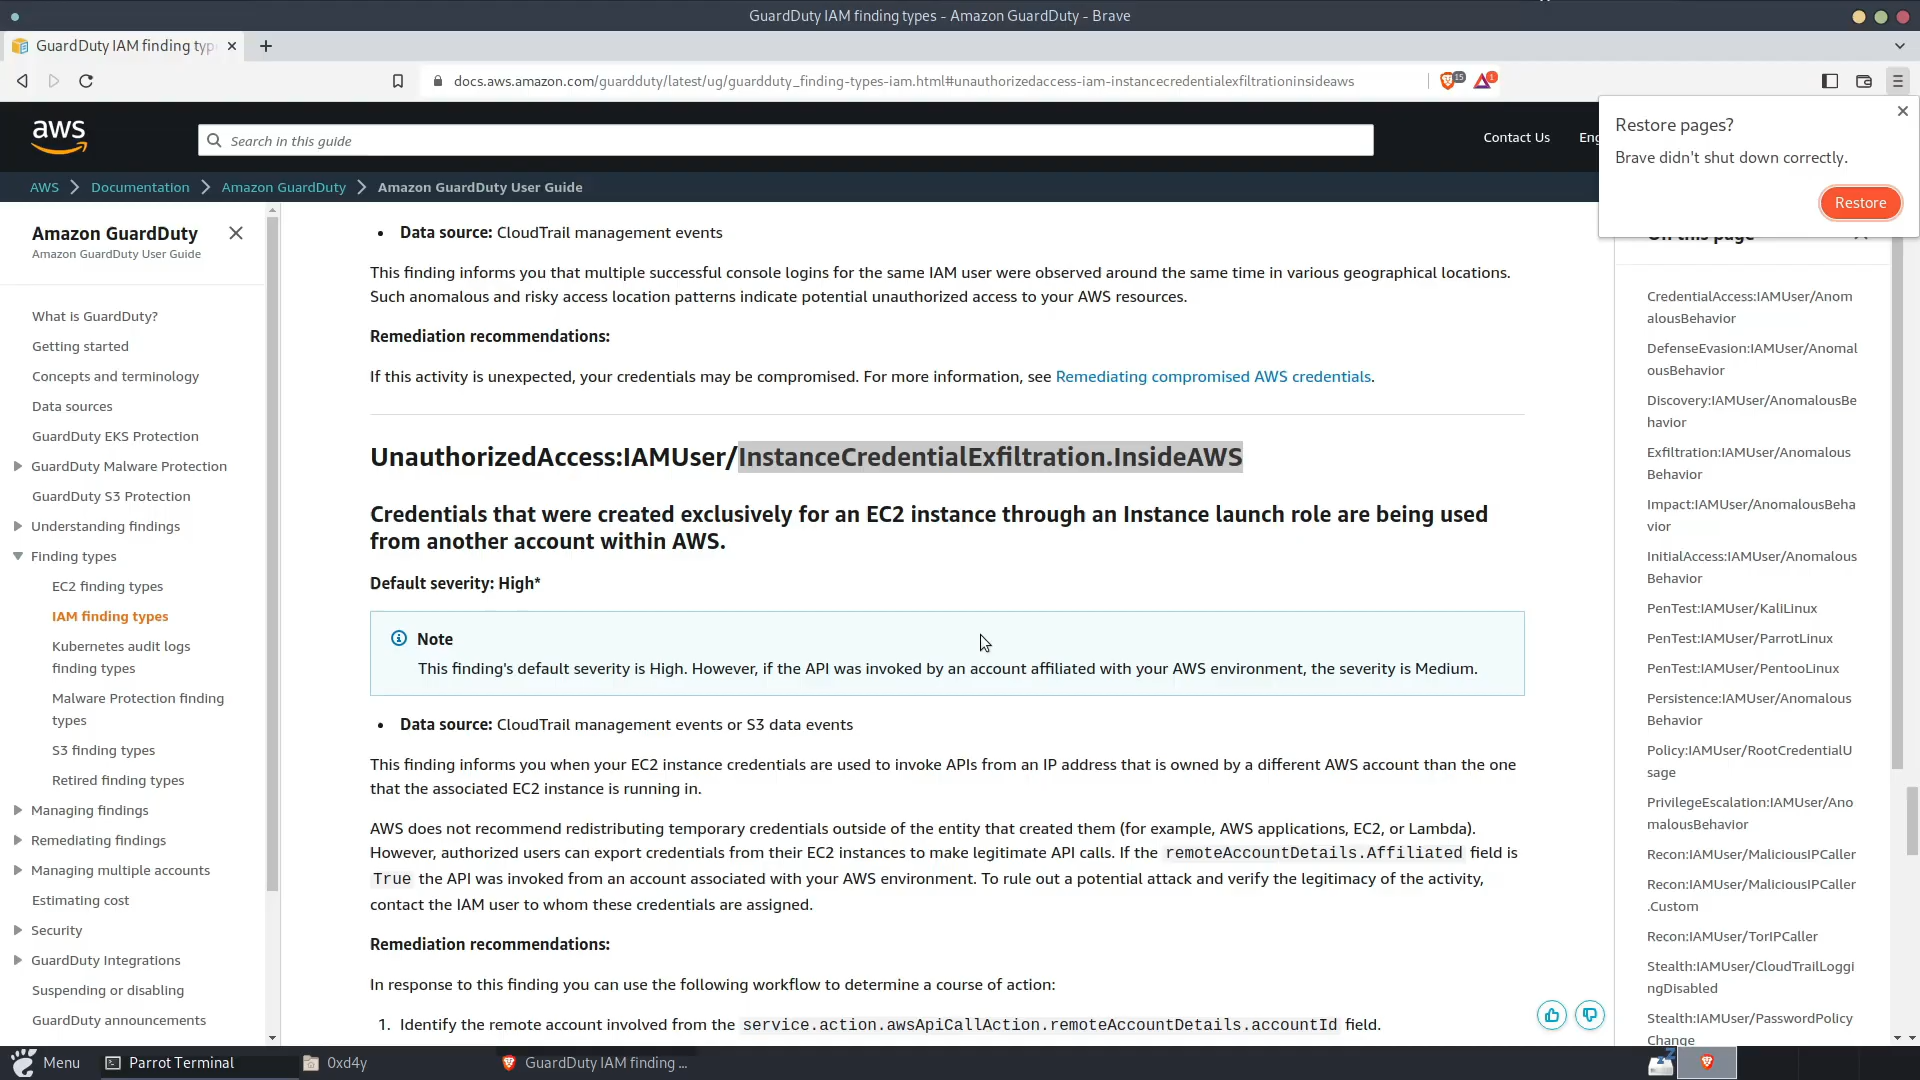 GuardDuty IAM finding types - Amazon GuardDuty - Brave
GuardDuty IAM finding typ
docs.aws.amazon.com/guardduty/latest/ug/guardduty_finding-types-iam.html#unauthorizedaccess-iam-instancecredentialexfiltrationinsideaws
15
1
Restore pages?
Brave didn't shut down correctly.
Restore
aws
Search in this guide
Contact Us
Eng
AWS
Documentation
Amazon GuardDuty
Amazon GuardDuty User Guide
Amazon GuardDuty
Amazon GuardDuty User Guide
What is GuardDuty?
Getting started
Concepts and terminology
Data sources
GuardDuty EKS Protection
GuardDuty Malware Protection
GuardDuty S3 Protection
Understanding findings
Finding types
EC2 finding types
IAM finding types
Kubernetes audit logs
finding types
Malware Protection finding
types
S3 finding types
Retired finding types
Managing findings
Remediating findings
Managing multiple accounts
Estimating cost
Security
GuardDuty Integrations
Suspending or disabling
GuardDuty announcements
• Data source: CloudTrail management events
This finding informs you that multiple successful console logins for the same IAM user were observed around the same time in various geographical locations.
Such anomalous and risky access location patterns indicate potential unauthorized access to your AWS resources.
Remediation recommendations:
If this activity is unexpected, your credentials may be compromised. For more information, see Remediating compromised AWS credentials.
UnauthorizedAccess:IAMUser/InstanceCredentialExfiltration.InsideAWS
Credentials that were created exclusively for an EC2 instance through an Instance launch role are being used
from another account within AWS.
Default severity: High*
Note
This finding's default severity is High. However, if the API was invoked by an account affiliated with your AWS environment, the severity is Medium.
• Data source: CloudTrail management events or S3 data events
This finding informs you when your EC2 instance credentials are used to invoke APIs from an IP address that is owned by a different AWS account than the one
that the associated EC2 instance is running in.
AWS does not recommend redistributing temporary credentials outside of the entity that created them (for example, AWS applications, EC2, or Lambda).
However, authorized users can export credentials from their EC2 instances to make legitimate API calls. If the remoteAccountDetails.Affiliated field is
True the API was invoked from an account associated with your AWS environment. To rule out a potential attack and verify the legitimacy of the activity,
contact the IAM user to whom these credentials are assigned.
Remediation recommendations:
In response to this finding you can use the following workflow to determine a course of action:
1. Identify the remote account involved from the service.action.awsApiCallAction.remoteAccountDetails.accountId field.
On this page
CredentialAccess:IAMUser/Anom
alousBehavior
DefenseEvasion:IAMUser/Anomal
ousBehavior
Discovery:IAMUser/AnomalousBe
havior
Exfiltration:IAMUser/Anomalous
Behavior
Impact:IAMUser/AnomalousBeha
vior
InitialAccess:IAMUser/Anomalous
Behavior
PenTest:IAMUser/KaliLinux
PenTest:IAMUser/ParrotLinux
PenTest:IAMUser/PentooLinux
Persistence:IAMUser/Anomalous
Behavior
Policy:IAMUser/RootCredentialU
sage
PrivilegeEscalation:IAMUser/Ano
malousBehavior
Recon:IAMUser/MaliciousIPCaller
Recon:IAMUser/MaliciousIPCaller
.Custom
Recon:IAMUser/TorIPCaller
Stealth:IAMUser/CloudTrailLoggi
ngDisabled
Stealth:IAMUser/PasswordPolicy
Change
Menu
Parrot Terminal
0xd4y
GuardDuty IAM finding ...